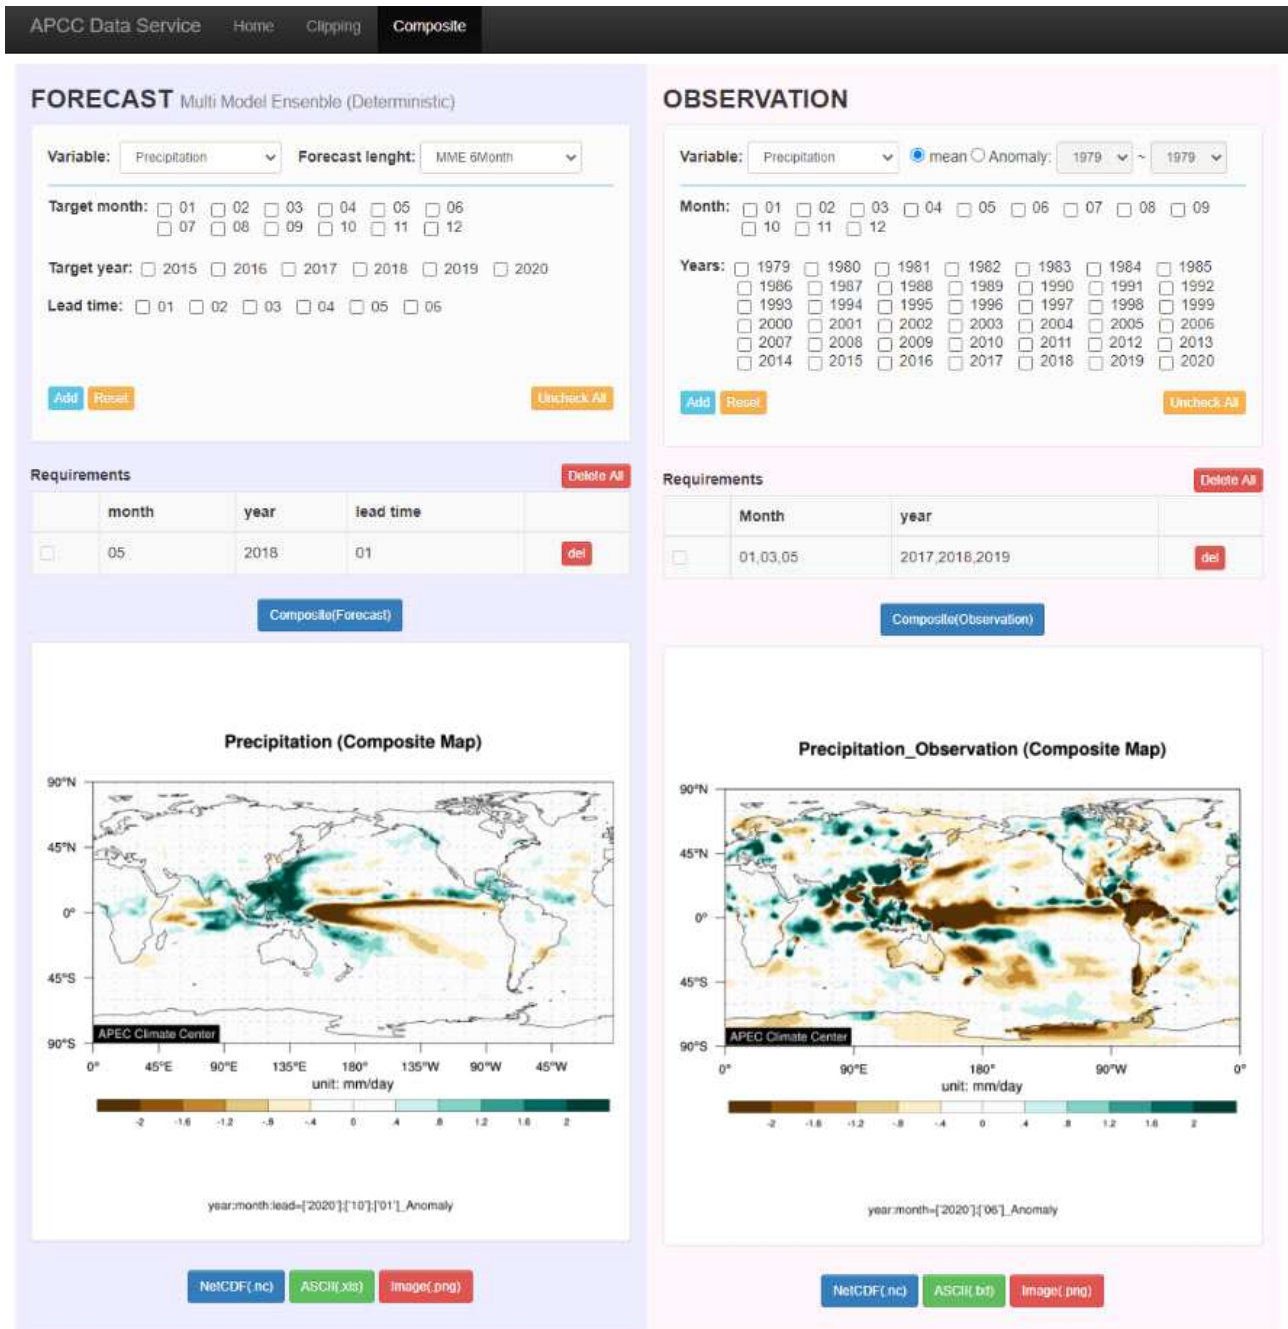 APCC Data Service Home Clipping Composite
FORECAST Multi Model Ensenble (Deterministic)
Variable: Precipitation Forecast lenght: MME 6Month
Target month: 01 02 03 04 05 06
07 08 09 10 11 12
Target year: 2015 2016 2017 2018 2019 2020
Lead time: 01 02 03 04 05 06
Add Reset Uncheck All
Requirements Delete All
month year lead time
05 2018 01 del
Composite(Forecast)
Precipitation (Composite Map)
90°N
45°N
0°
45°S
90°S
APEC Climate Center
0° 45°E 90°E 135°E 180° 135°W 90°W 45°W
unit: mm/day
-2 -1.6 -1.2 -.8 -.4 0 .4 .8 1.2 1.6 2
year:month:lead=['2020']:['10']:['01']_Anomaly
NetCDF(.nc) ASCII(.xls) Image(.png)
OBSERVATION
Variable: Precipitation mean Anomaly: 1979 ~ 1979
Month: 01 02 03 04 05 06 07 08 09
10 11 12
Years: 1979 1980 1981 1982 1983 1984 1985
1986 1987 1988 1989 1990 1991 1992
1993 1994 1995 1996 1997 1998 1999
2000 2001 2002 2003 2004 2005 2006
2007 2008 2009 2010 2011 2012 2013
2014 2015 2016 2017 2018 2019 2020
Add Reset Uncheck All
Requirements Delete All
Month year
01,03,05 2017,2018,2019 del
Composite(Observation)
Precipitation_Observation (Composite Map)
90°N
45°N
0°
45°S
90°S
APEC Climate Center
0° 90°E 180° 90°W 0°
unit: mm/day
-2 -1.6 -1.2 -.8 -.4 0 .4 .8 1.2 1.6 2
year:month=['2020']:['06']_Anomaly
NetCDF(.nc) ASCII(.txt) Image(.png)